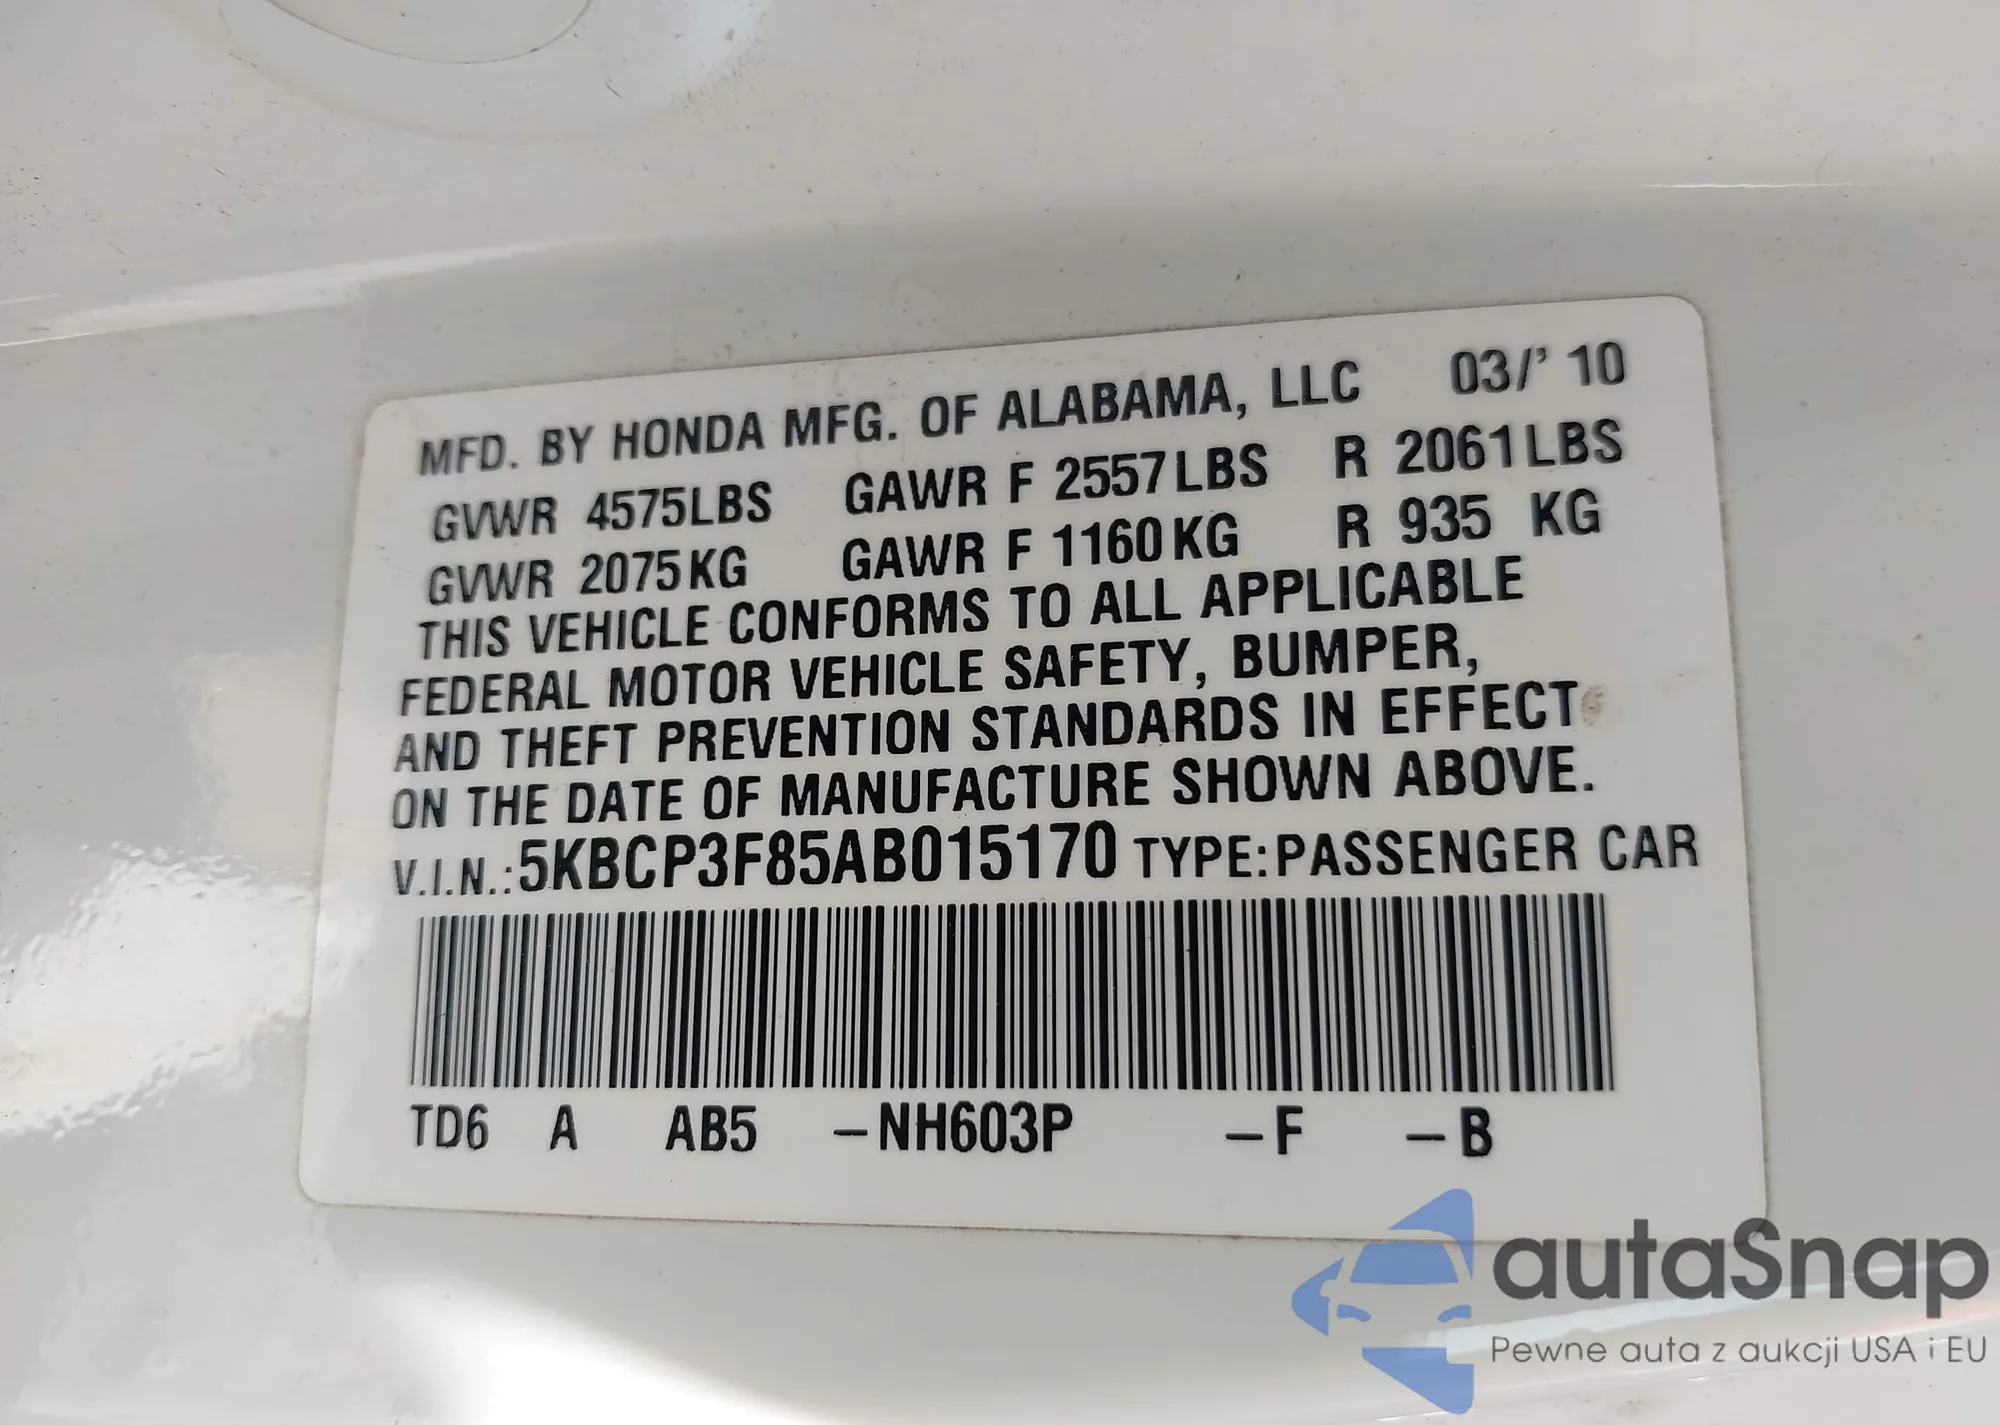 MFD. BY HONDA MFG. OF ALABAMA, LLC 03/' 10
GVWR 4575LBS GAWR F 2557LBS R 2061LBS
GVWR 2075KG GAWR F 1160KG R 935 KG
THIS VEHICLE CONFORMS TO ALL APPLICABLE
FEDERAL MOTOR VEHICLE SAFETY, BUMPER,
AND THEFT PREVENTION STANDARDS IN EFFECT
ON THE DATE OF MANUFACTURE SHOWN ABOVE.
V.I.N.:5KBCP3F85AB015170 TYPE:PASSENGER CAR
TD6 A AB5 –NH603P –F –B
autaSnap
Pewne auta z aukcji USA i EU